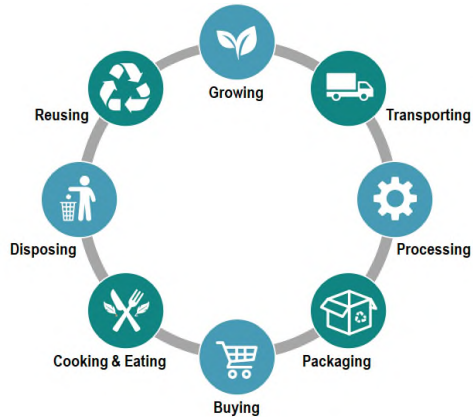 Growing
Transporting
Processing
Packaging
Buying
Cooking & Eating
Disposing
Reusing